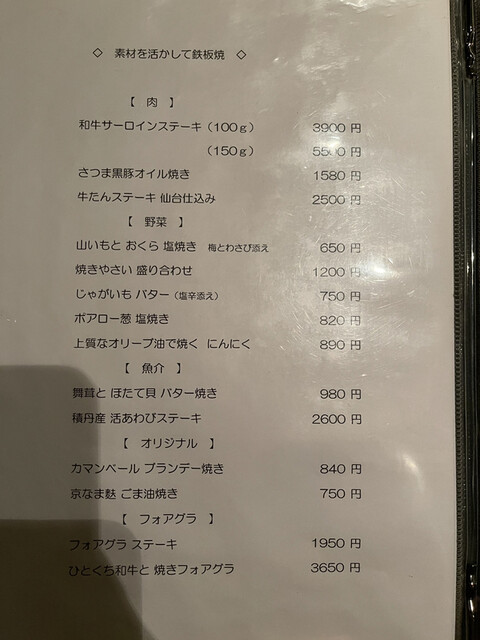 ◇ 素材を活かして鉄板焼 ◇
【 肉 】
和牛サーロインステーキ（100ｇ） 3900 円
（150ｇ） 5500 円
さつま黒豚オイル焼き 1580 円
牛たんステーキ 仙台仕込み 2500 円
【 野菜 】
山いもと おくら 塩焼き 梅とわさび添え 650 円
焼きやさい 盛り合わせ 1200 円
じゃがいも バター（塩辛添え） 750 円
ポアロー葱 塩焼き 820 円
上質なオリーブ油で焼く にんにく 890 円
【 魚介 】
舞茸と ほたて貝 バター焼き 980 円
積丹産 活あわびステーキ 2600 円
【 オリジナル 】
カマンベール ブランデー焼き 840 円
京なま麩 ごま油焼き 750 円
【 フォアグラ 】
フォアグラ ステーキ 1950 円
ひとくち和牛と 焼きフォアグラ 3650 円